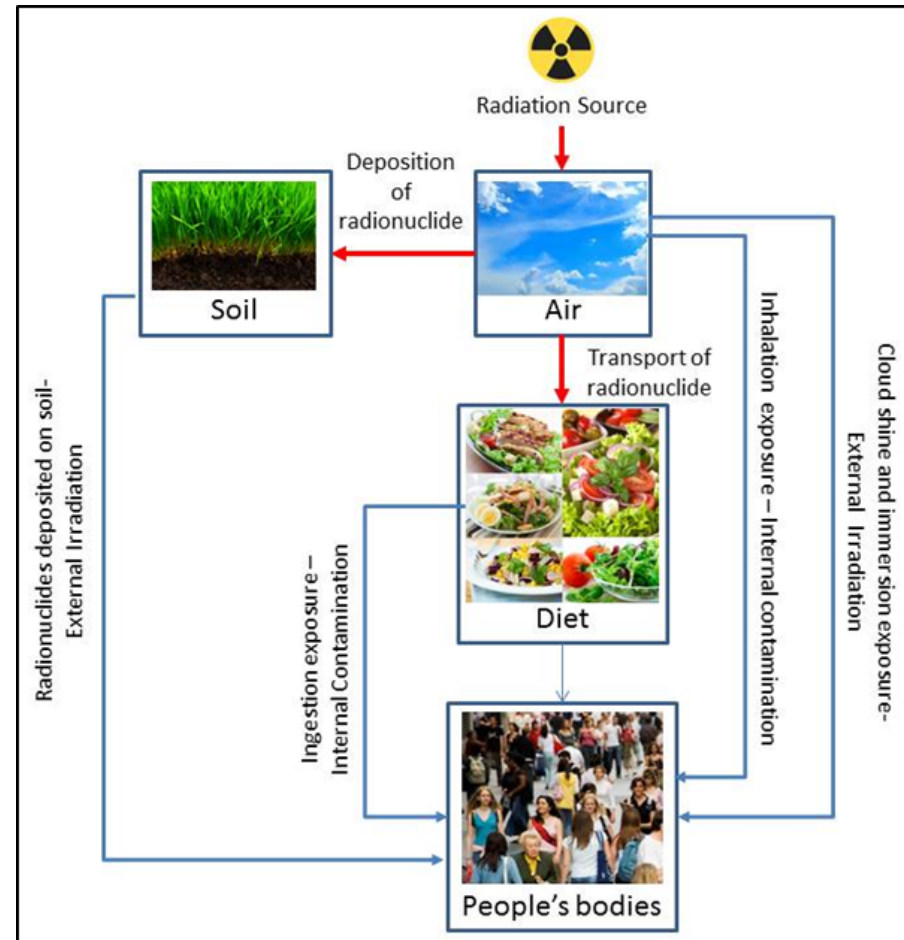 Radiation Source
Deposition
of
radionuclide
Soil
Air
Transport of
radionuclide
Diet
People's bodies
Radionuclides deposited on soil-
External Irradiation
Ingestion exposure –
Internal Contamination
Inhalation exposure – Internal contamination
Cloud shine and immersion exposure-
External Irradiation